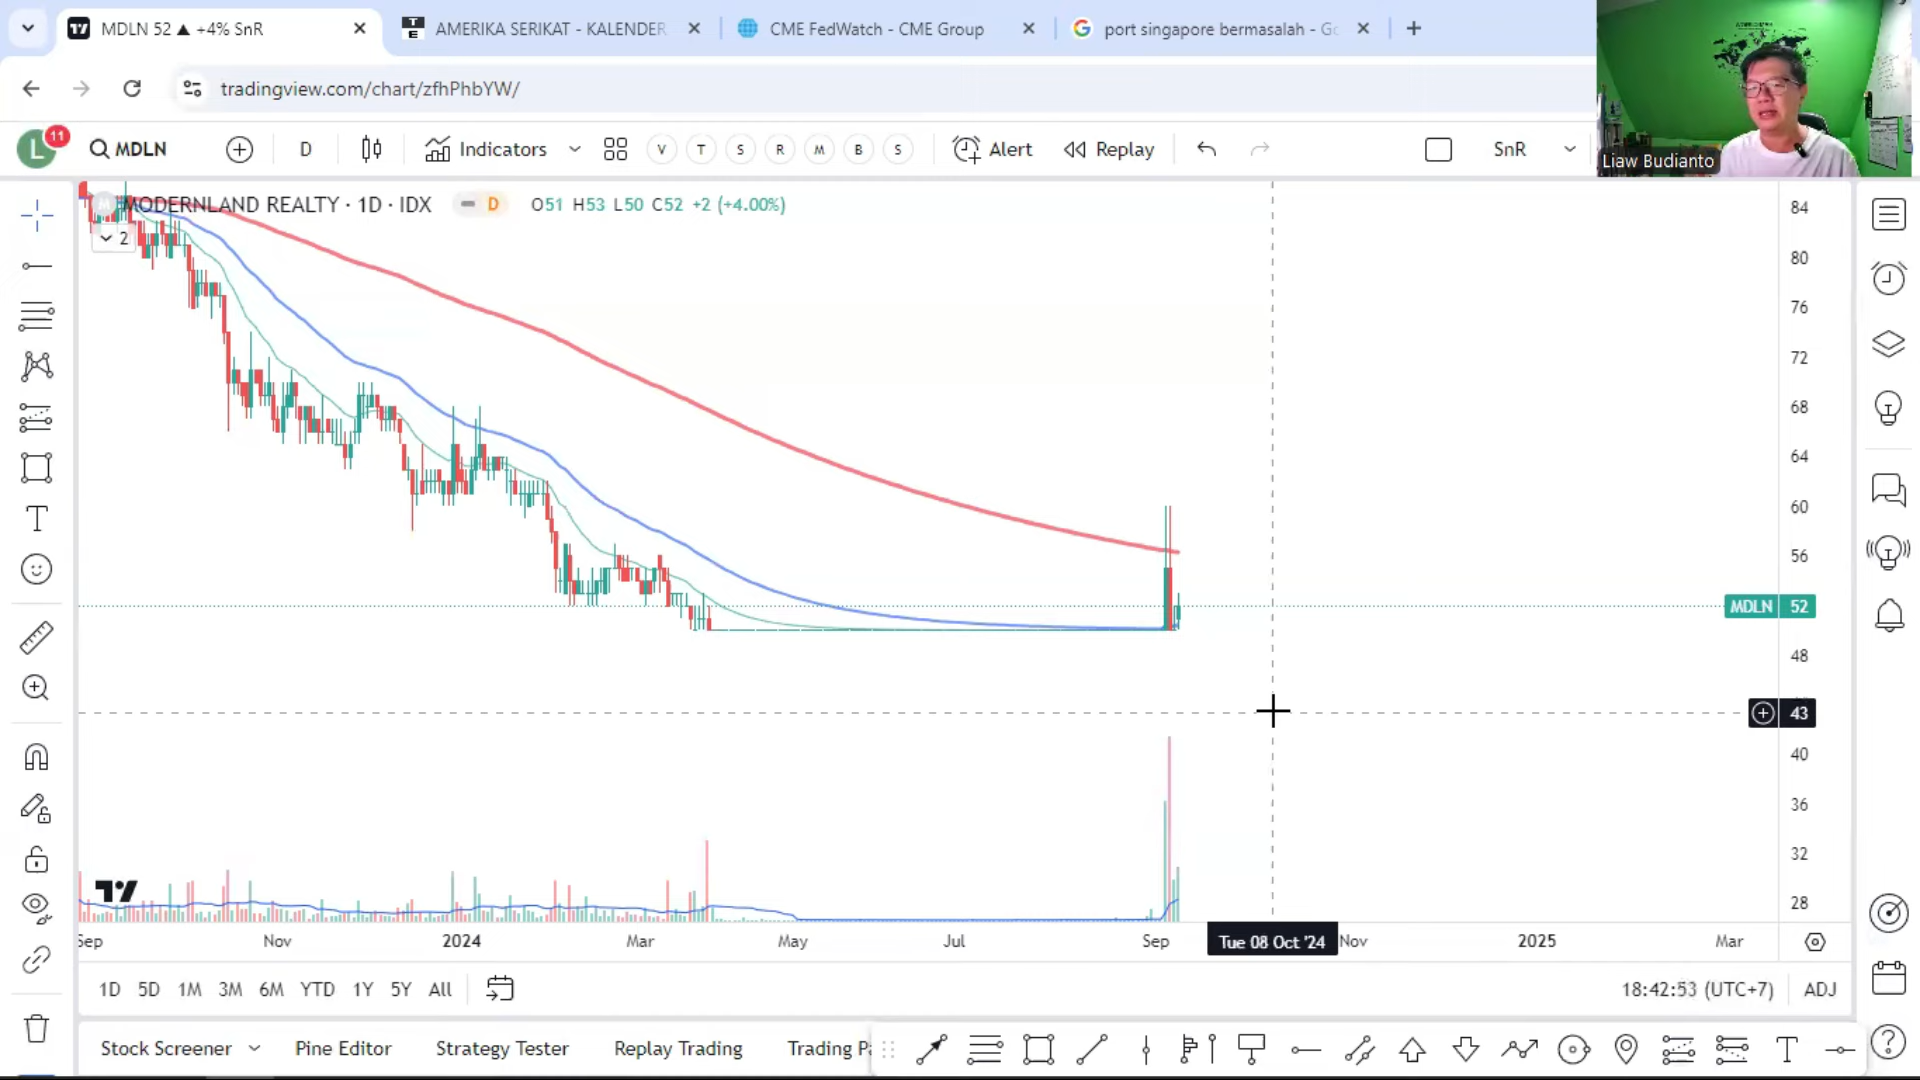 MDLN 52 ▲ +4% SnR
AMERIKA SERIKAT - KALENDER
CME FedWatch - CME Group
port singapore bermasalah - Go
tradingview.com/chart/zfhPhbYW/
L
11
MDLN
D
Indicators
V
T
S
R
M
B
S
Alert
Replay
SnR
Liaw Budianto
M
MODERNLAND REALTY · 1D · IDX
D
O51 H53 L50 C52 +2 (+4.00%)
2
84
80
76
72
68
64
60
56
MDLN 52
48
43
40
36
32
28
Sep
Nov
2024
Mar
May
Jul
Sep
Tue 08 Oct '24
Nov
2025
Mar
1D 5D 1M 3M 6M YTD 1Y 5Y All
18:42:53 (UTC+7)
ADJ
Stock Screener
Pine Editor
Strategy Tester
Replay Trading
Trading Pa